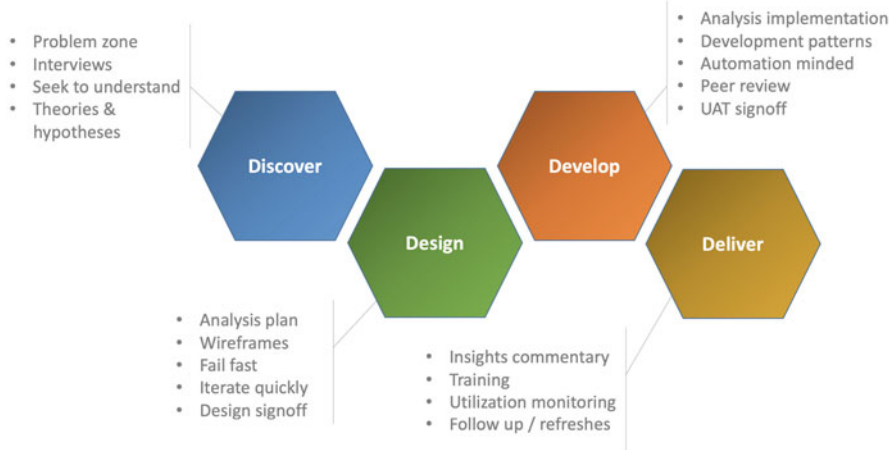 Discover
• Problem zone
• Interviews
• Seek to understand
• Theories &
hypotheses
Design
• Analysis plan
• Wireframes
• Fail fast
• Iterate quickly
• Design signoff
Develop
• Analysis implementation
• Development patterns
• Automation minded
• Peer review
• UAT signoff
Deliver
• Insights commentary
• Training
• Utilization monitoring
• Follow up / refreshes